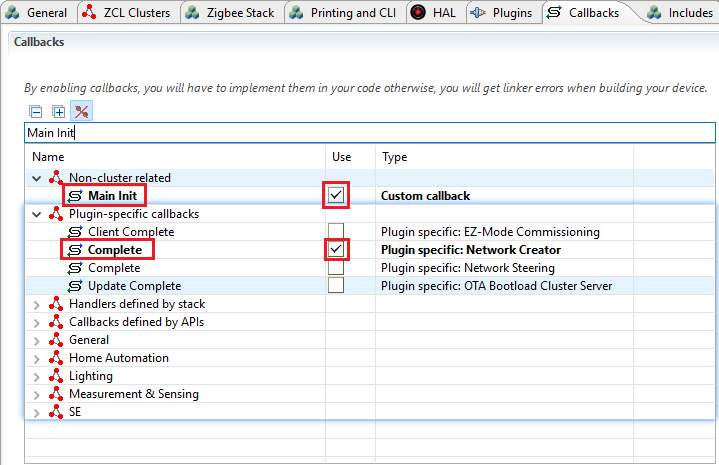 General ZCL Clusters Zigbee Stack Printing and CLI HAL Plugins Callbacks Includes
Callbacks
By enabling callbacks, you will have to implement them in your code otherwise, you will get linker errors when building your device.
Main Init
Name Use Type
Non-cluster related
Main Init Custom callback
Plugin-specific callbacks
Client Complete Plugin specific: EZ-Mode Commissioning
Complete Plugin specific: Network Creator
Complete Plugin specific: Network Steering
Update Complete Plugin specific: OTA Bootload Cluster Server
Handlers defined by stack
Callbacks defined by APIs
General
Home Automation
Lighting
Measurement & Sensing
SE